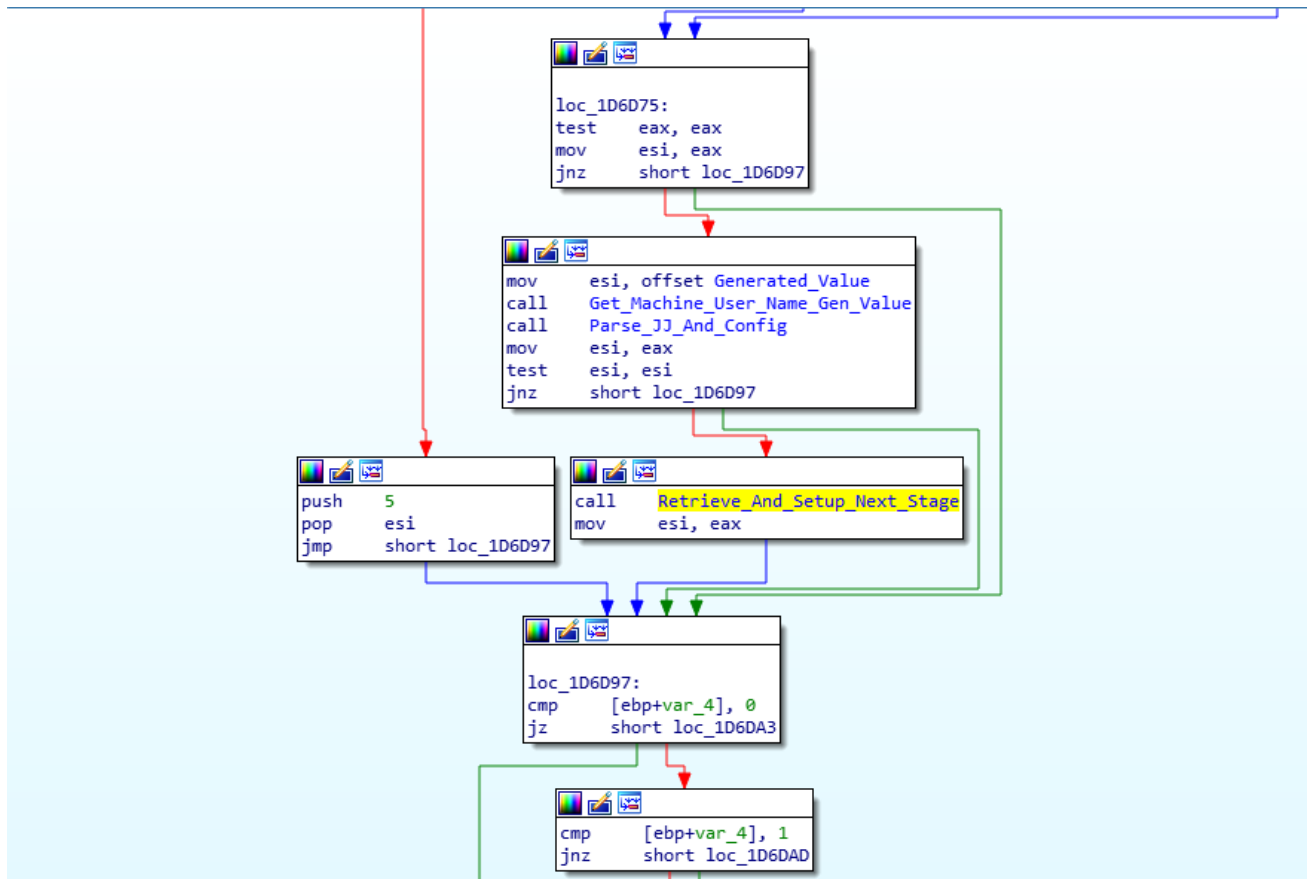 loc_1D6D75:
test eax, eax
mov esi, eax
jnz short loc_1D6D97
mov esi, offset Generated_Value
call Get_Machine_User_Name_Gen_Value
call Parse_JJ_And_Config
mov esi, eax
test esi, esi
jnz short loc_1D6D97
push 5
pop esi
jmp short loc_1D6D97
call Retrieve_And_Setup_Next_Stage
mov esi, eax
loc_1D6D97:
cmp [ebp+var_4], 0
jz short loc_1D6DA3
cmp [ebp+var_4], 1
jnz short loc_1D6DAD